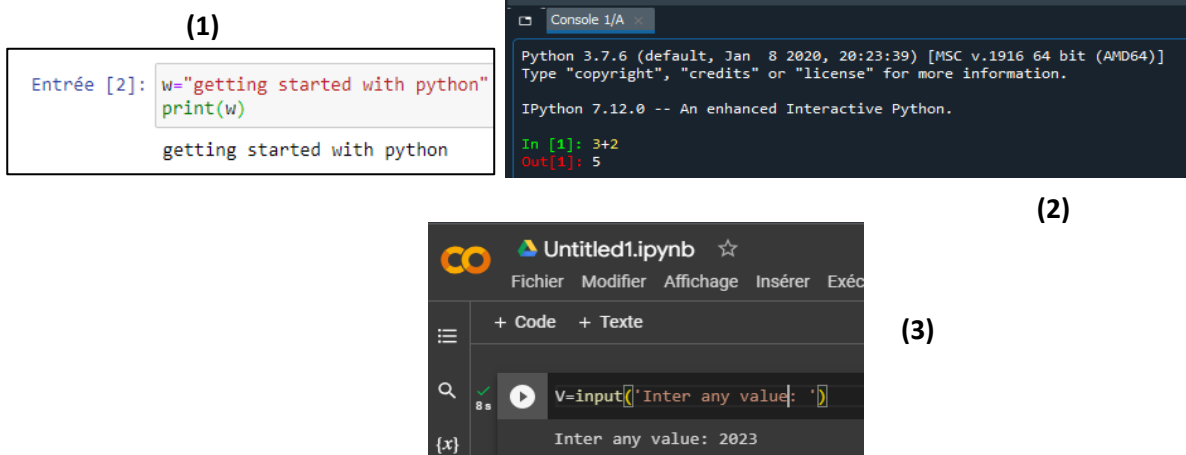 (1)
Entrée [2]: w="getting started with python"
print(w)
getting started with python
Console 1/A ×
Python 3.7.6 (default, Jan  8 2020, 20:23:39) [MSC v.1916 64 bit (AMD64)]
Type "copyright", "credits" or "license" for more information.
IPython 7.12.0 -- An enhanced Interactive Python.
In [1]: 3+2
Out[1]: 5
(2)
CO Untitled1.ipynb
Fichier Modifier Affichage Insérer Exéc
+ Code + Texte
(3)
8 s V=input('Inter any value: ')
{x} Inter any value: 2023